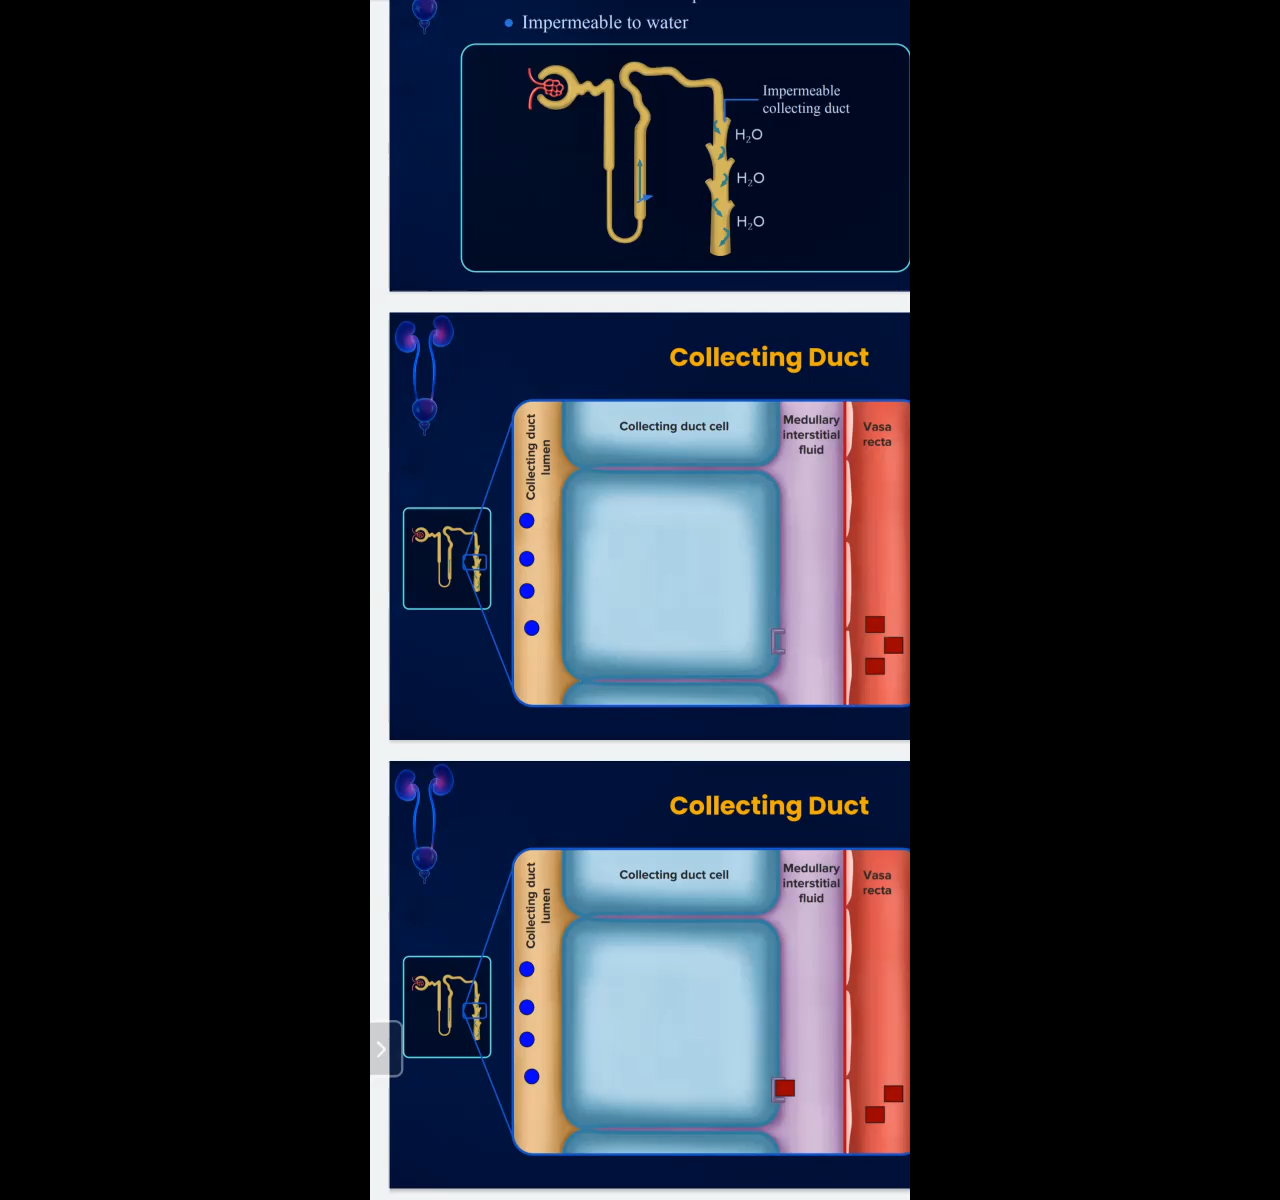 Impermeable to water
Impermeable
collecting duct
H₂O
H₂O
H₂O
Collecting Duct
Collecting duct
lumen
Collecting duct cell
Medullary
interstitial
fluid
Vasa
recta
Collecting Duct
Collecting duct
lumen
Collecting duct cell
Medullary
interstitial
fluid
Vasa
recta